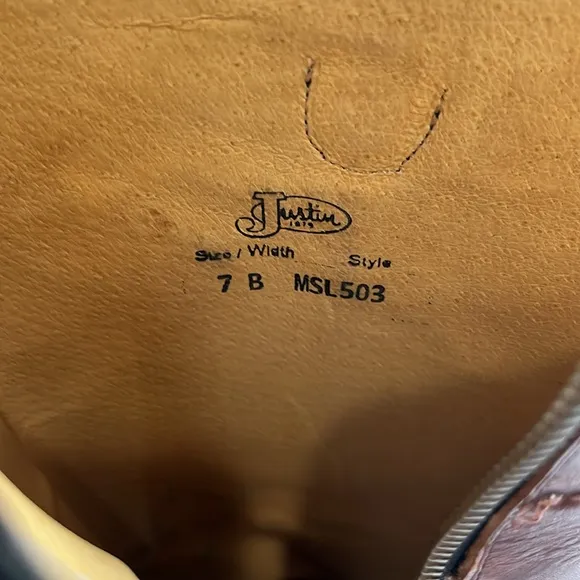 Justin
1879
Size / Width Style
7 B MSL503